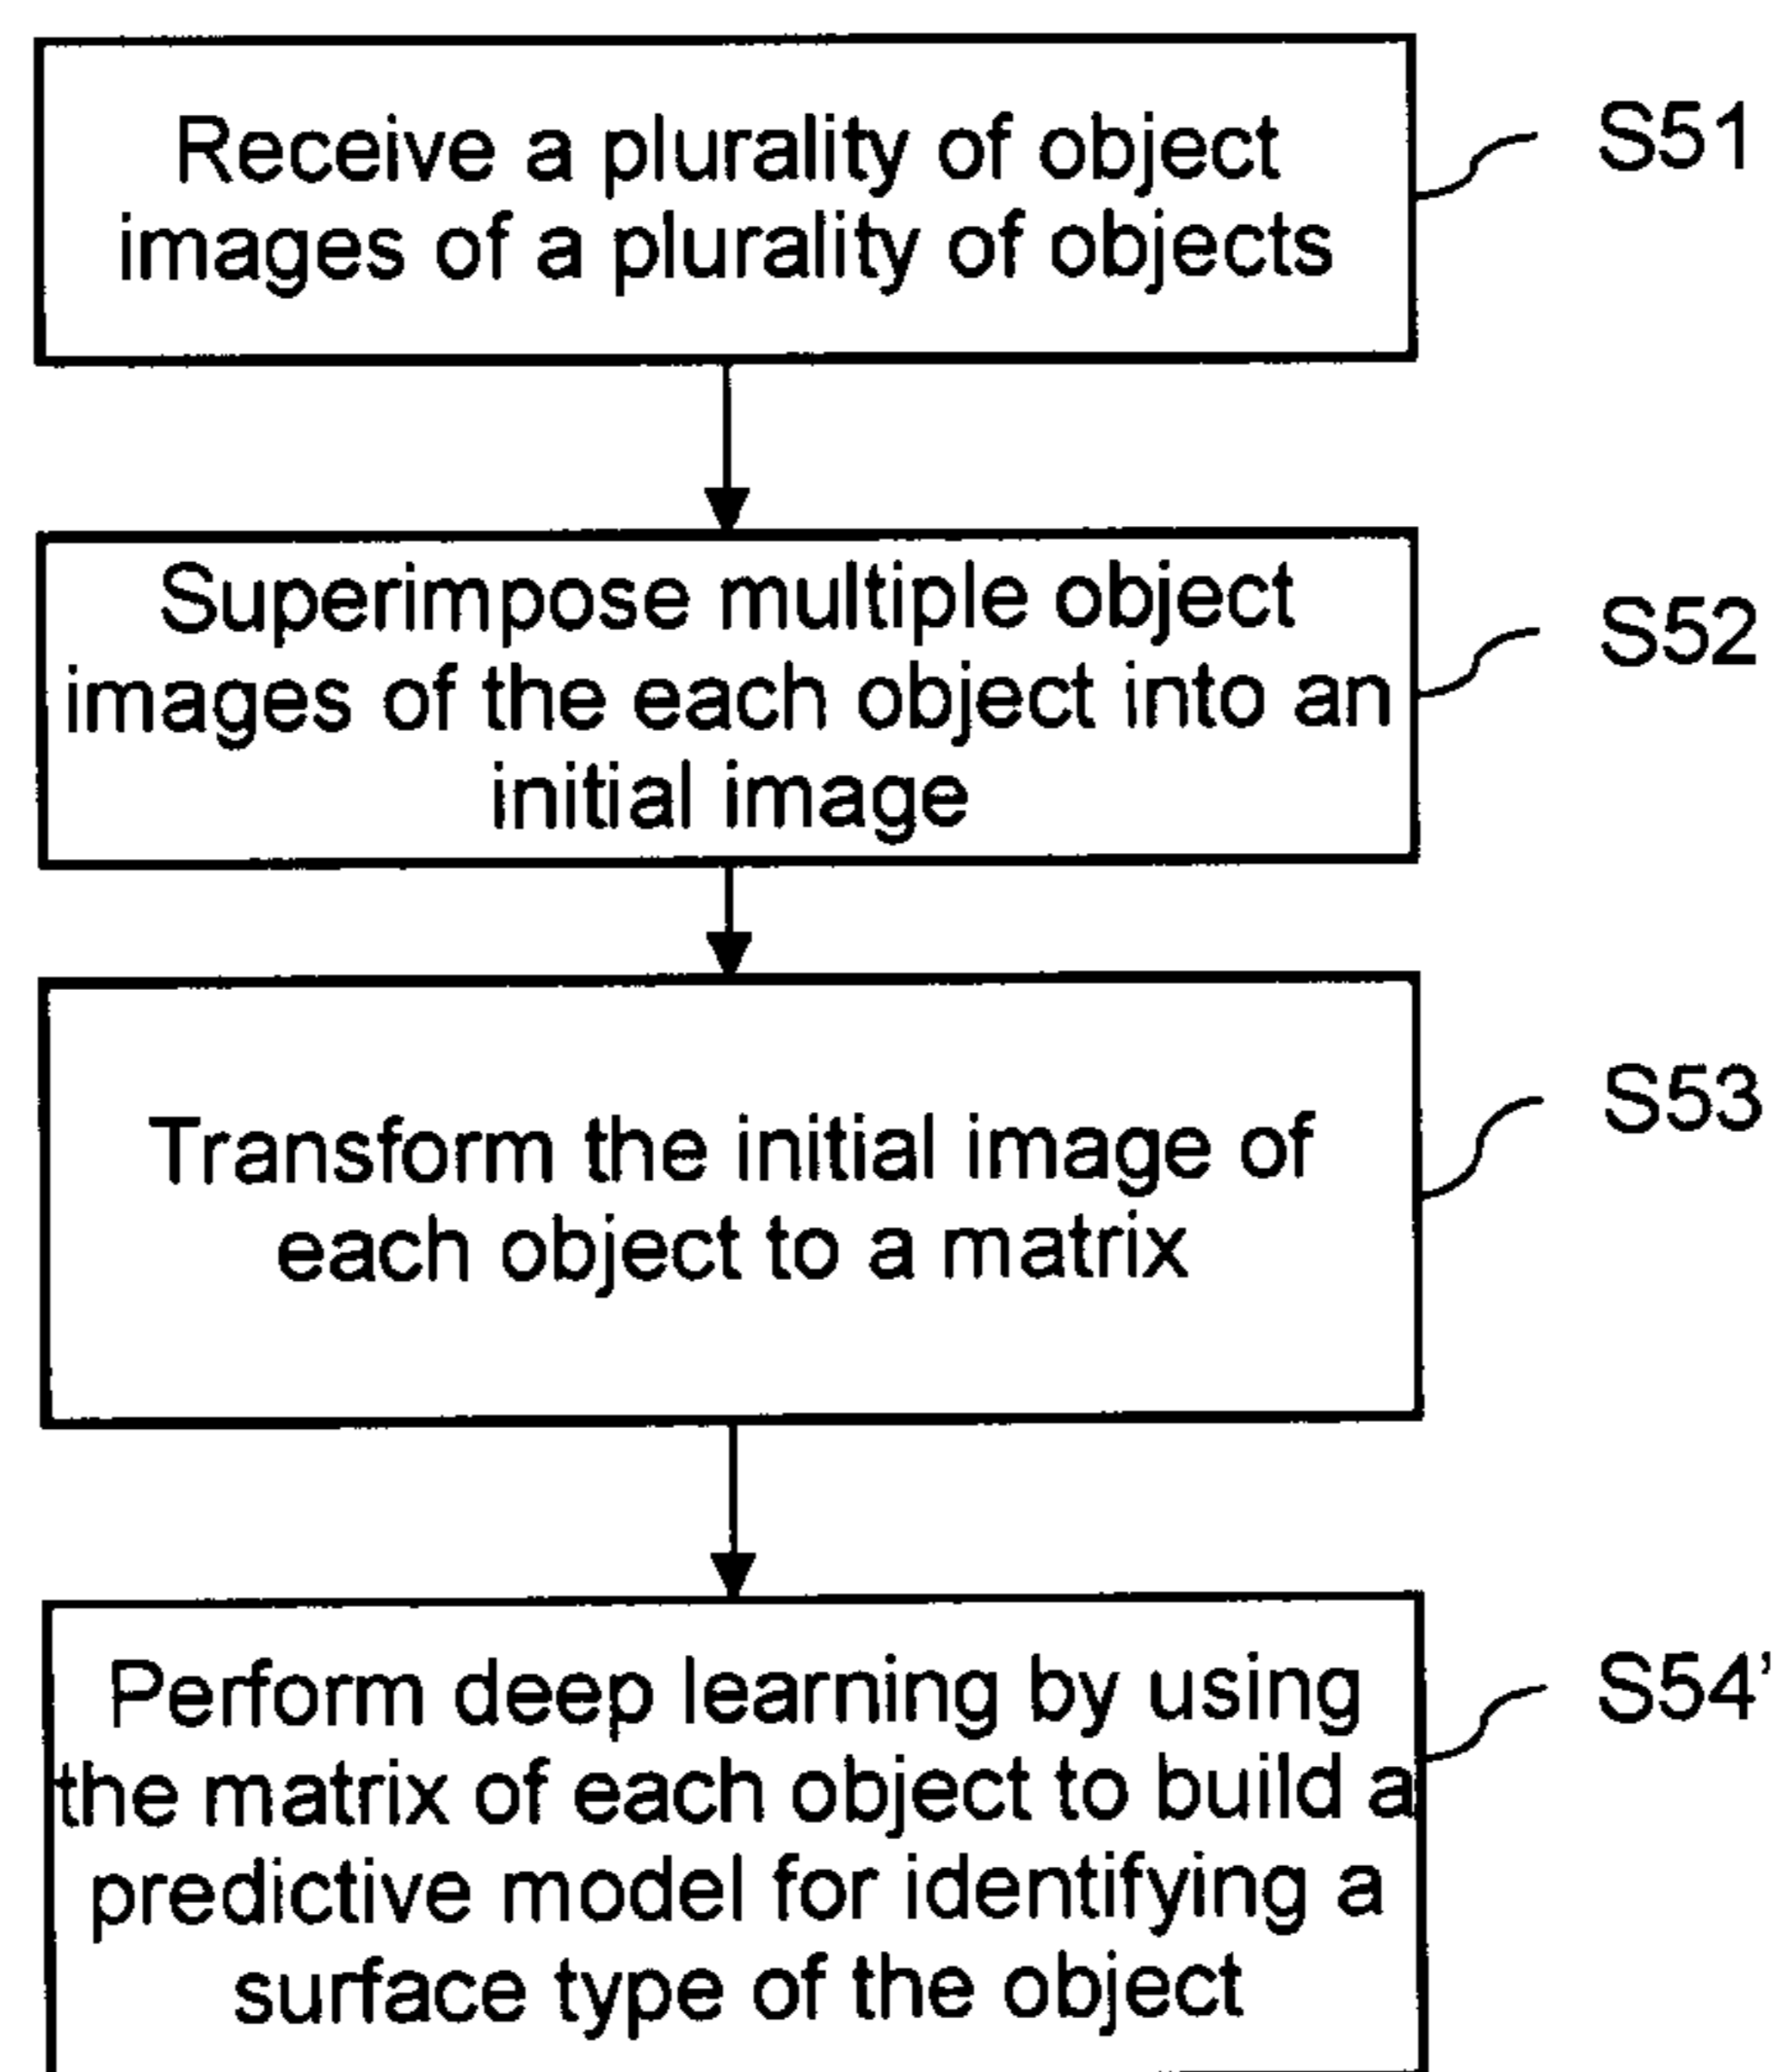 Receive a plurality of object
images of a plurality of objects
S51
Superimpose multiple object
images of the each object into an
initial image
S52
Transform the initial image of
each object to a matrix
S53
Perform deep learning by using
the matrix of each object to build a
predictive model for identifying a
surface type of the object
S54'